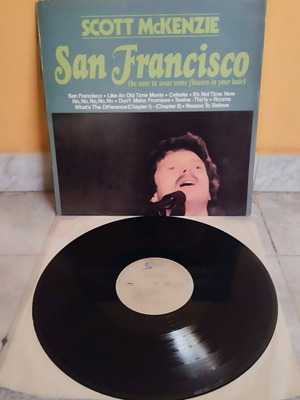 SCOTT McKENZIE
San Francisco
(be sure to wear some flowers in your hair)
San Francisco • Like An Old Time Movie • Celeste • It's Not Time Now
No, No, No, No, No • Don't Make Promises • Twelve-Thirty • Rooms
What's The Difference (Chapter I) • (Chapter II) • Reason To Believe